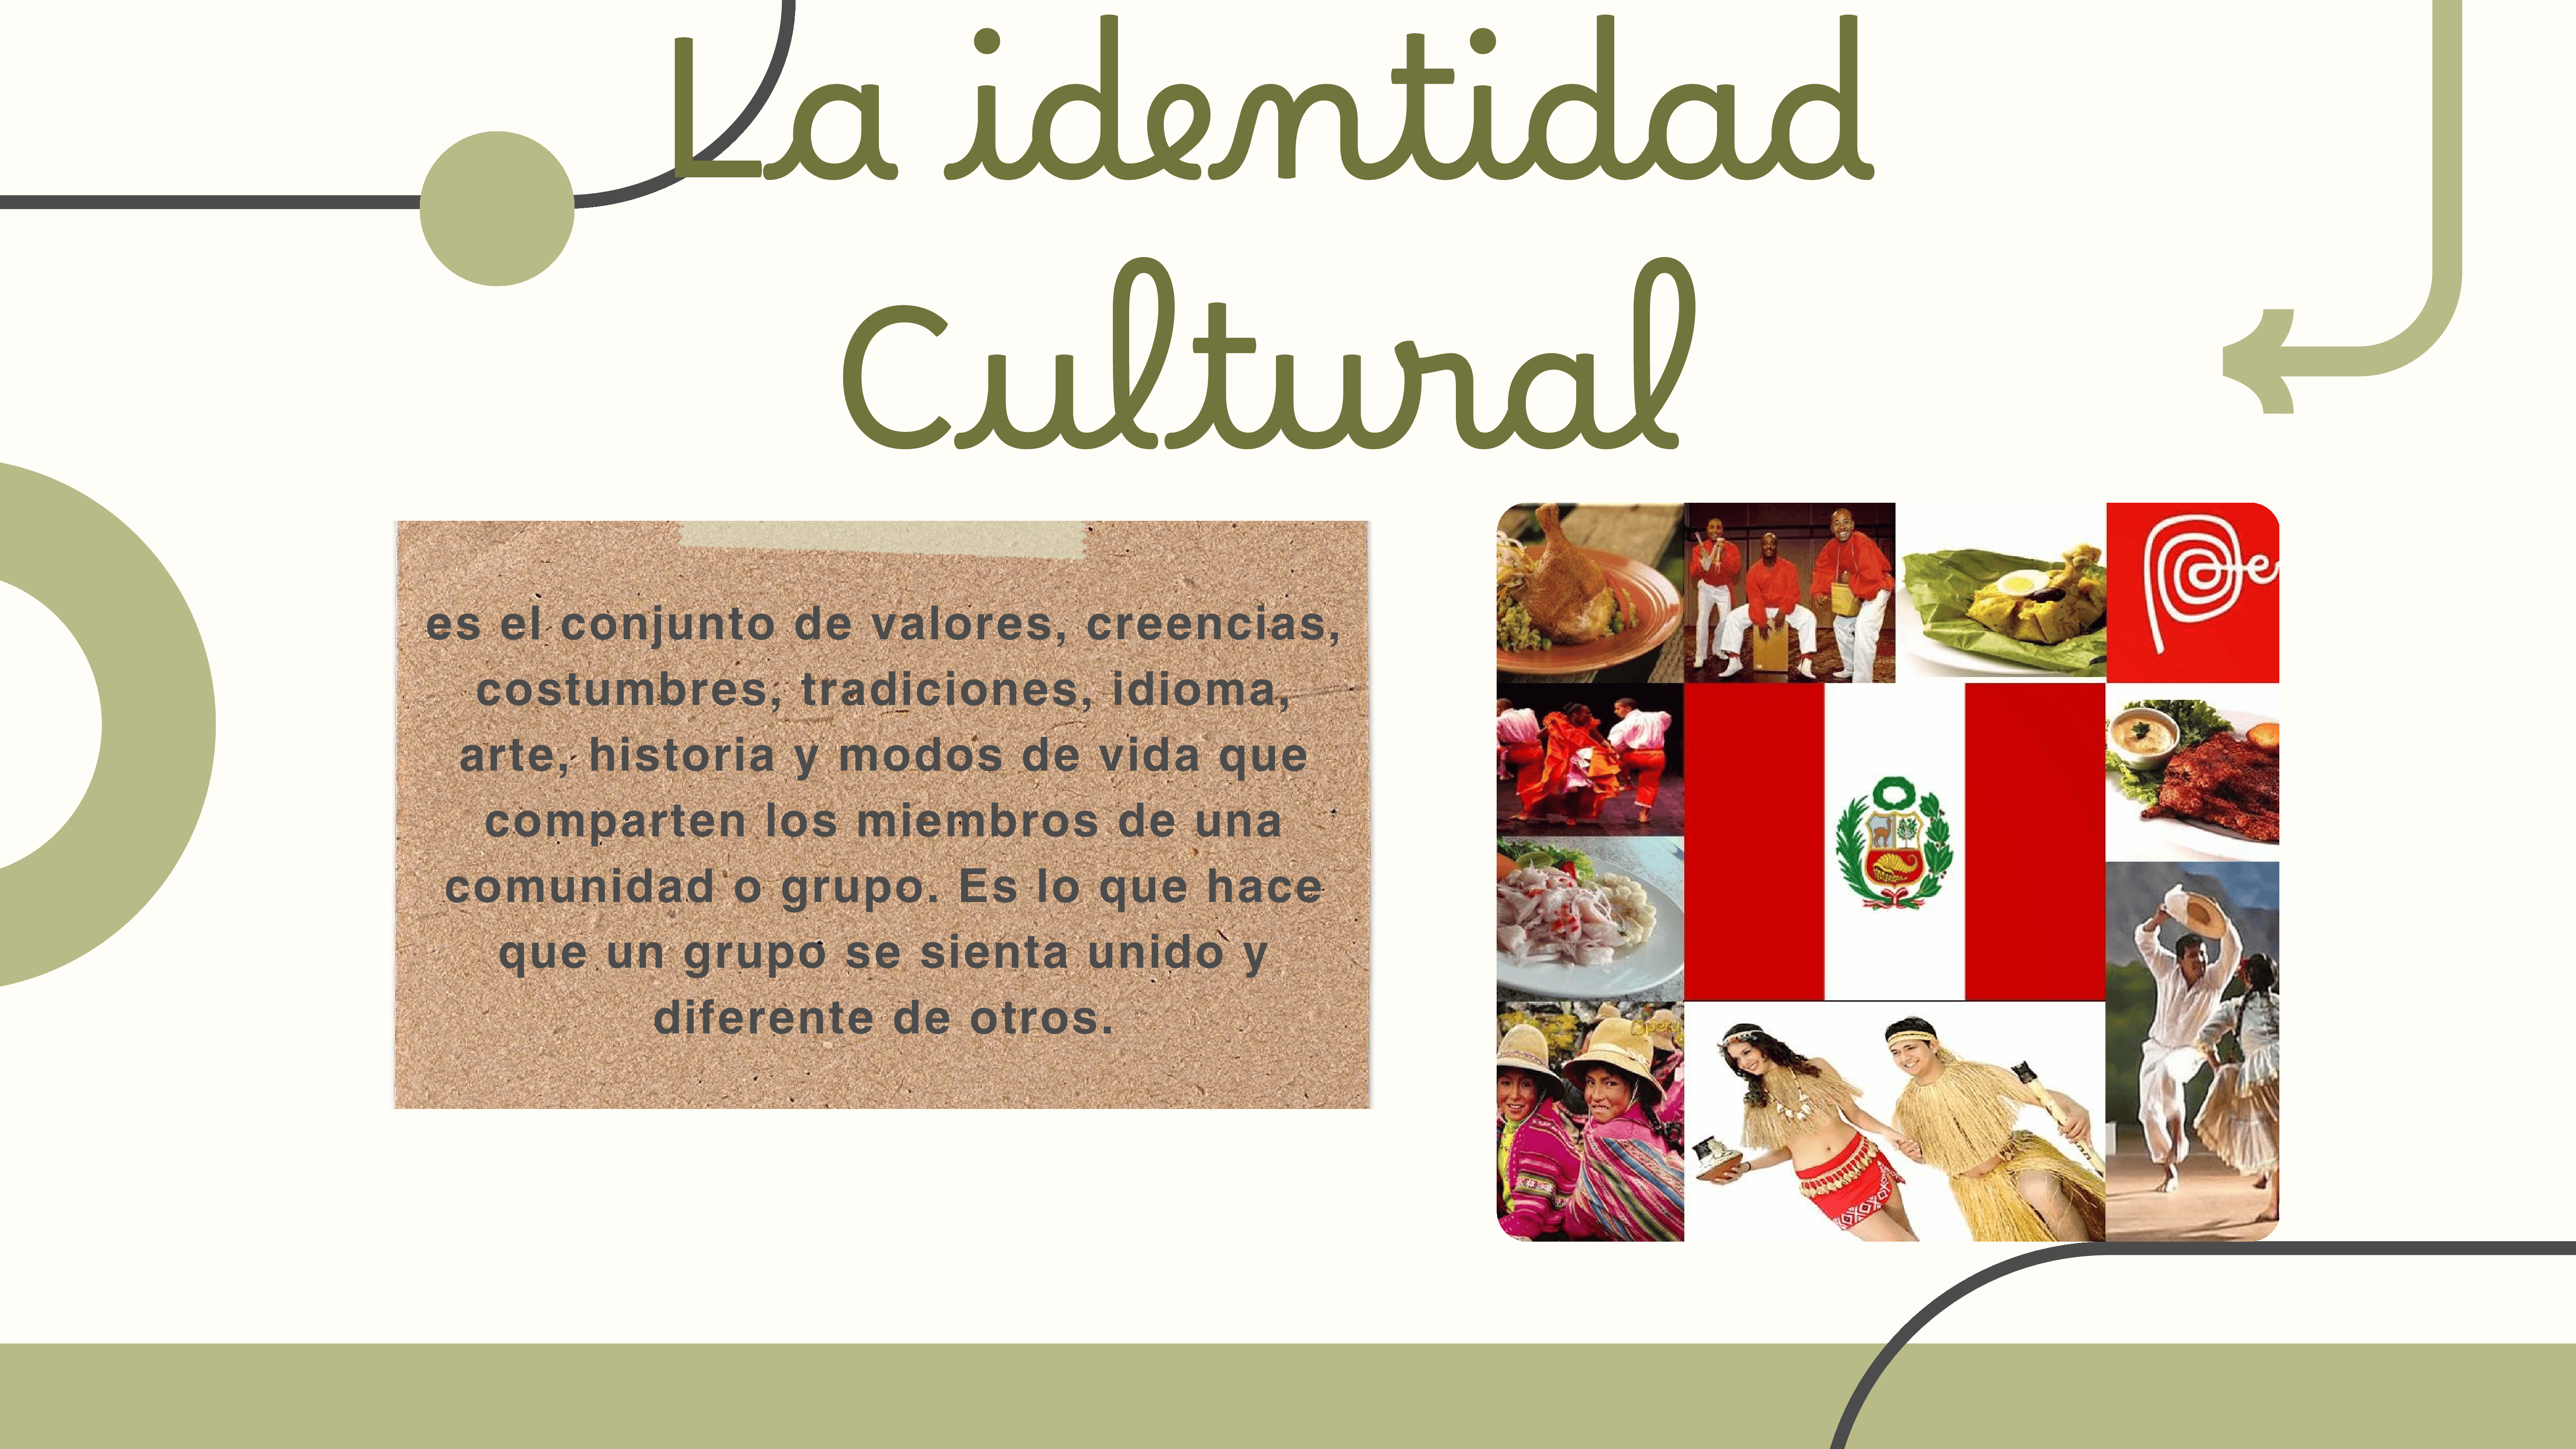 La identidad
Cultural
es el conjunto de valores, creencias,
costumbres, tradiciones, idioma,
arte, historia y modos de vida que
comparten los miembros de una
comunidad o grupo. Es lo que hace
que un grupo se sienta unido y
diferente de otros.
Pe
peru